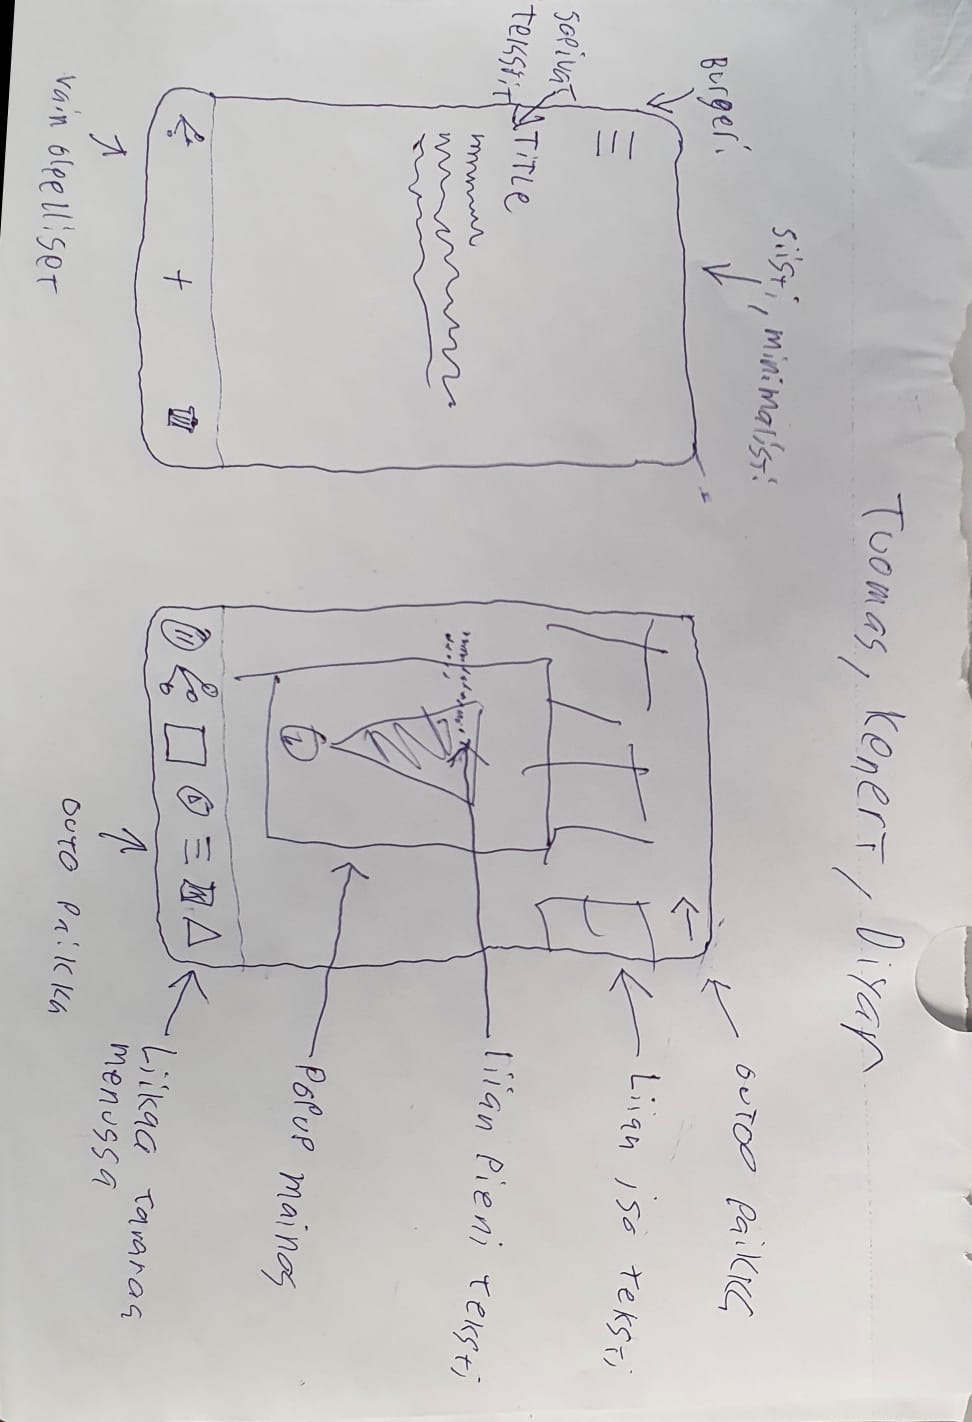 Tuomas, Kenert, Diyar
siisti, minimalisti
Burgeri
sopivat
tekstit
TiTLE
vain oleelliset
outoo paikka
Liian iso teksti
TiTLE
liian pieni teksti
Popup mainos
Liikaa tavaraa
menussa
outo paikka